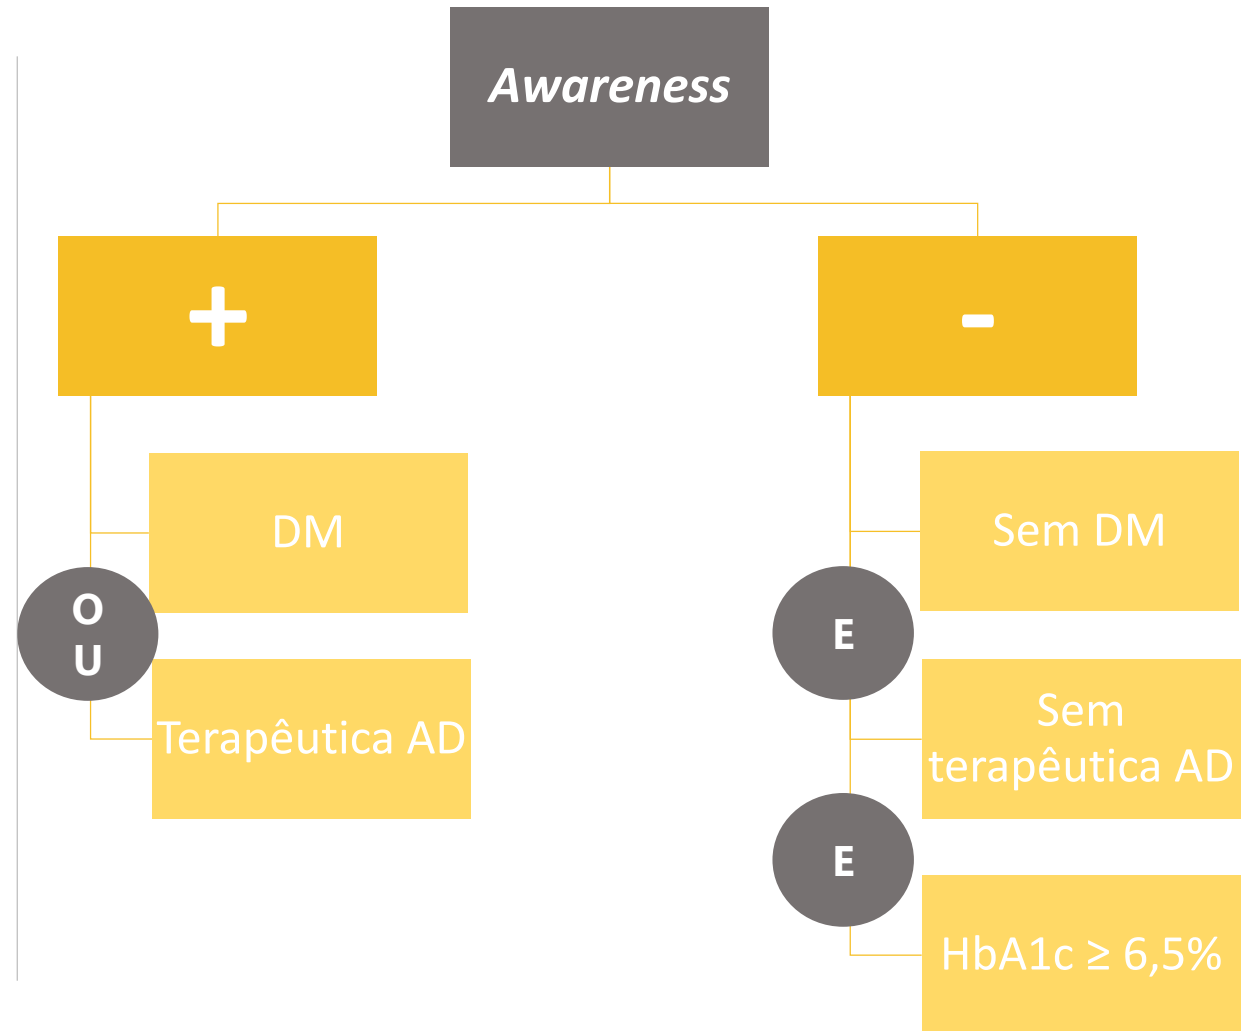 Awareness
+
-
DM
O
U
Terapêutica AD
Sem DM
E
Sem
terapêutica AD
E
HbA1c ≥ 6,5%